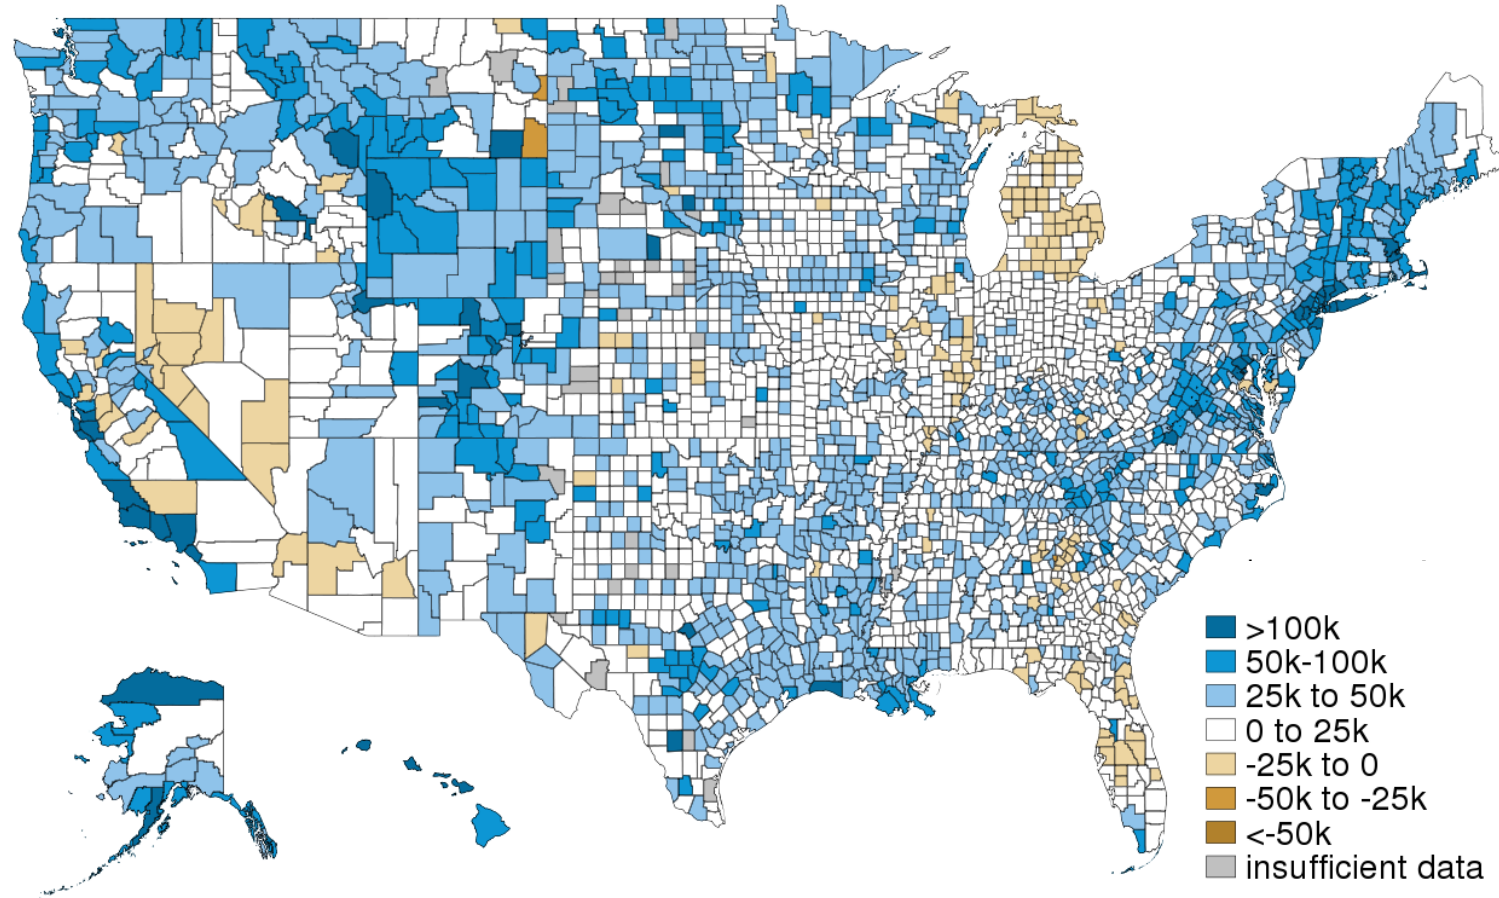 >100k
50k-100k
25k to 50k
0 to 25k
-25k to 0
-50k to -25k
<-50k
insufficient data